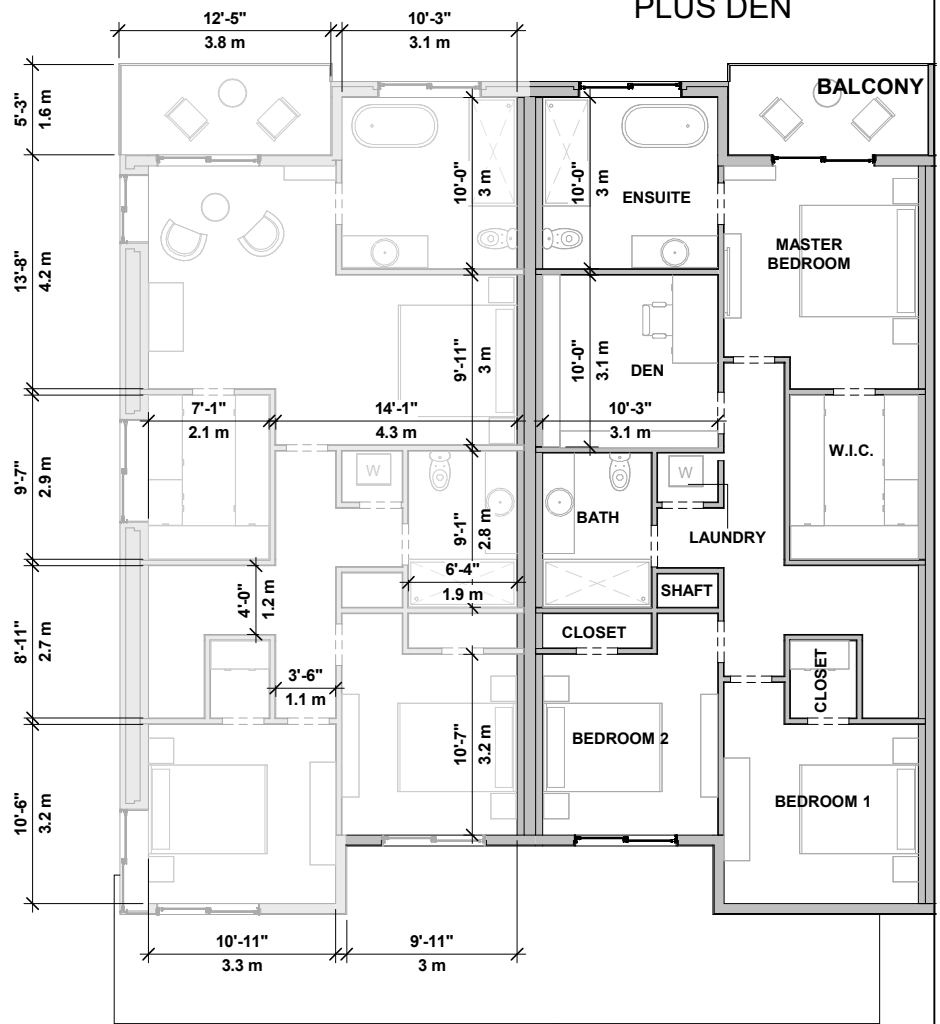 PLUS DEN
12'-5"
3.8 m
10'-3"
3.1 m
5'-3"
1.6 m
BALCONY
10'-0"
3 m
10'-0"
3 m
ENSUITE
13'-8"
4.2 m
MASTER
BEDROOM
9'-11"
3 m
10'-0"
3.1 m
DEN
7'-1"
2.1 m
14'-1"
4.3 m
10'-3"
3.1 m
9'-7"
2.9 m
W
W
W.I.C.
9'-1"
2.8 m
BATH
LAUNDRY
6'-4"
1.9 m
4'-0"
1.2 m
SHAFT
8'-11"
2.7 m
CLOSET
3'-6"
1.1 m
CLOSET
10'-7"
3.2 m
BEDROOM 2
10'-6"
3.2 m
BEDROOM 1
10'-11"
3.3 m
9'-11"
3 m